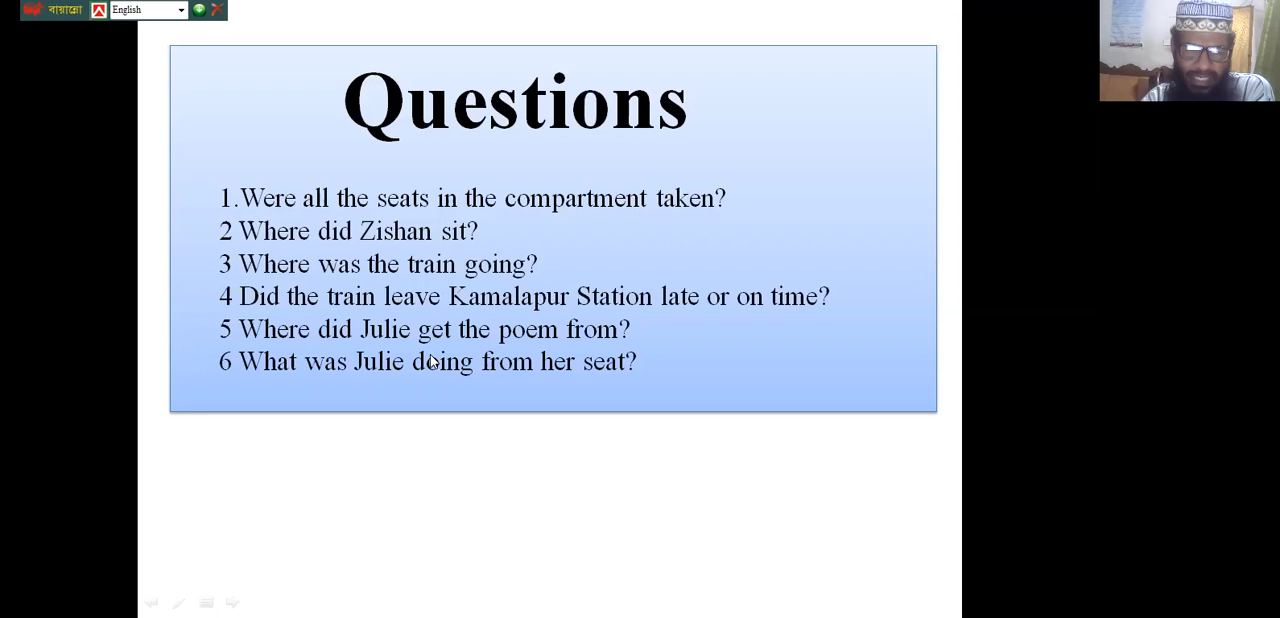 বায়ান্নো English
Questions
1.Were all the seats in the compartment taken?
2 Where did Zishan sit?
3 Where was the train going?
4 Did the train leave Kamalapur Station late or on time?
5 Where did Julie get the poem from?
6 What was Julie doing from her seat?